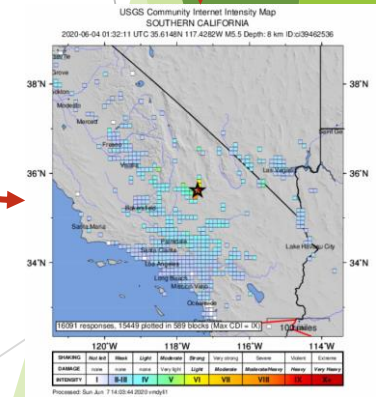 USGS Community Internet Intensity Map
SOUTHERN CALIFORNIA
2020-06-04 01:32:11 UTC 35.6148N 117.4282W M5.5 Depth: 8 km ID:ci39462536
38°N
38°N
Modesto
Merced
Fresno
36°N
Visalia
Las Vegas
36°N
Bakersfield
Santa Maria
Lake Havasu City
Palmdale
Santa Clarita
34°N
Los Angeles
34°N
Long Beach
Mission Viejo
Oceanside
16091 responses, 15449 plotted in 589 blocks (Max CDI = IX)
100 miles
120°W
118°W
116°W
114°W
SHAKING Not felt Weak Light Moderate Strong Very strong Severe Violent Extreme
DAMAGE none none none Very light Light Moderate Moderate/Heavy Heavy Very Heavy
INTENSITY I II-III IV V VI VII VIII IX X+
Processed: Sun Jun 7 14:03:44 2020 vmdyfi1